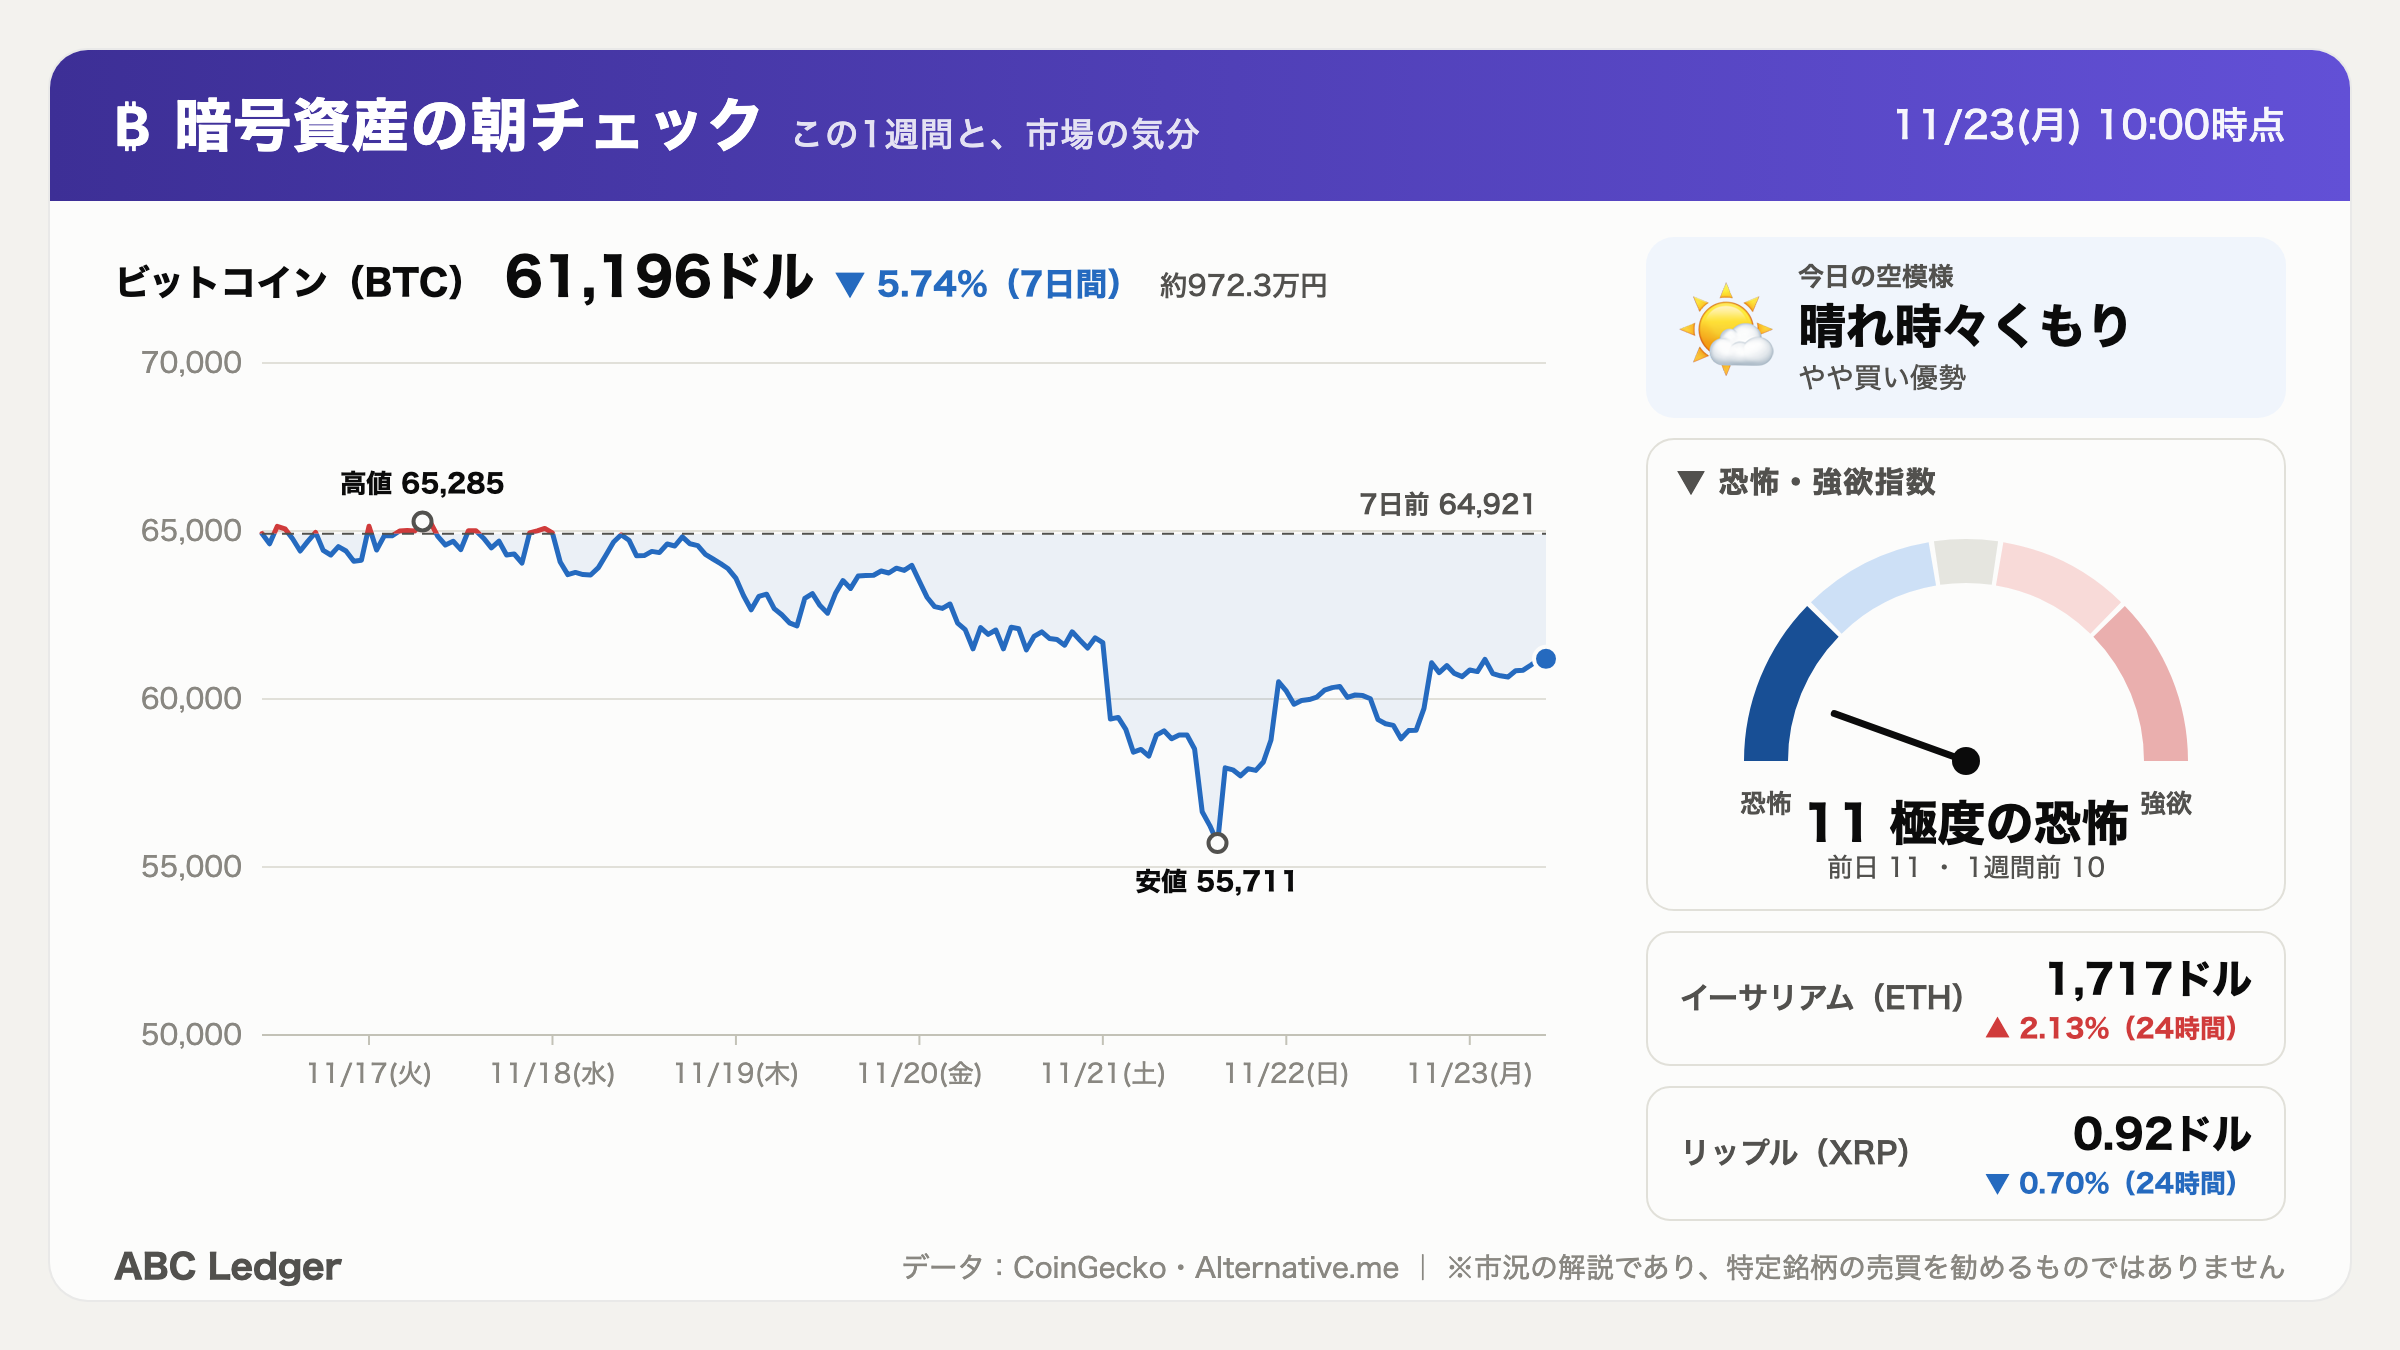 ₿ 暗号資産の朝チェック この1週間と、市場の気分
11/23(月) 10:00時点
ビットコイン（BTC） 61,196ドル ▼ 5.74%（7日間） 約972.3万円
70,000
65,000
60,000
55,000
50,000
高値 65,285
7日前 64,921
安値 55,711
11/17(火)
11/18(水)
11/19(木)
11/20(金)
11/21(土)
11/22(日)
11/23(月)
今日の空模様
晴れ時々くもり
やや買い優勢
▼ 恐怖・強欲指数
恐怖
11 極度の恐怖
強欲
前日 11 ・ 1週間前 10
イーサリアム（ETH）
1,717ドル
▲ 2.13%（24時間）
リップル（XRP）
0.92ドル
▼ 0.70%（24時間）
ABC Ledger
データ：CoinGecko・Alternative.me ｜ ※市況の解説であり、特定銘柄の売買を勧めるものではありません